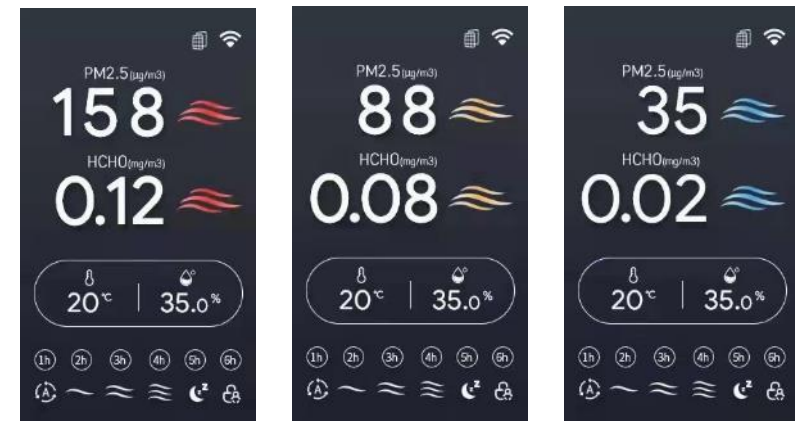 PM2.5(µg/m3)
158
HCHO(mg/m3)
0.12
20°C
35.0%
1h 2h 3h 4h 5h 6h
A
z z
PM2.5(µg/m3)
88
HCHO(mg/m3)
0.08
20°C
35.0%
1h 2h 3h 4h 5h 6h
A
z z
PM2.5(µg/m3)
35
HCHO(mg/m3)
0.02
20°C
35.0%
1h 2h 3h 4h 5h 6h
A
z z